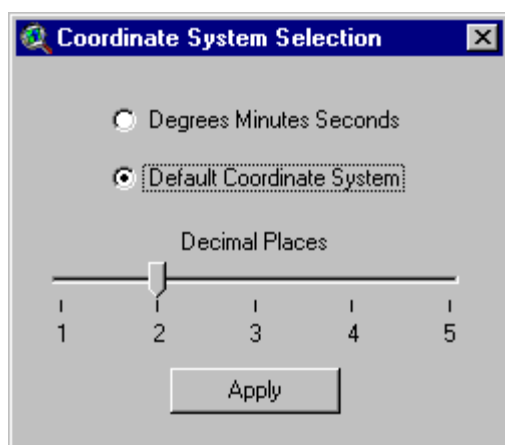 Coordinate System Selection
Degrees Minutes Seconds
Default Coordinate System
Decimal Places
1 2 3 4 5
Apply